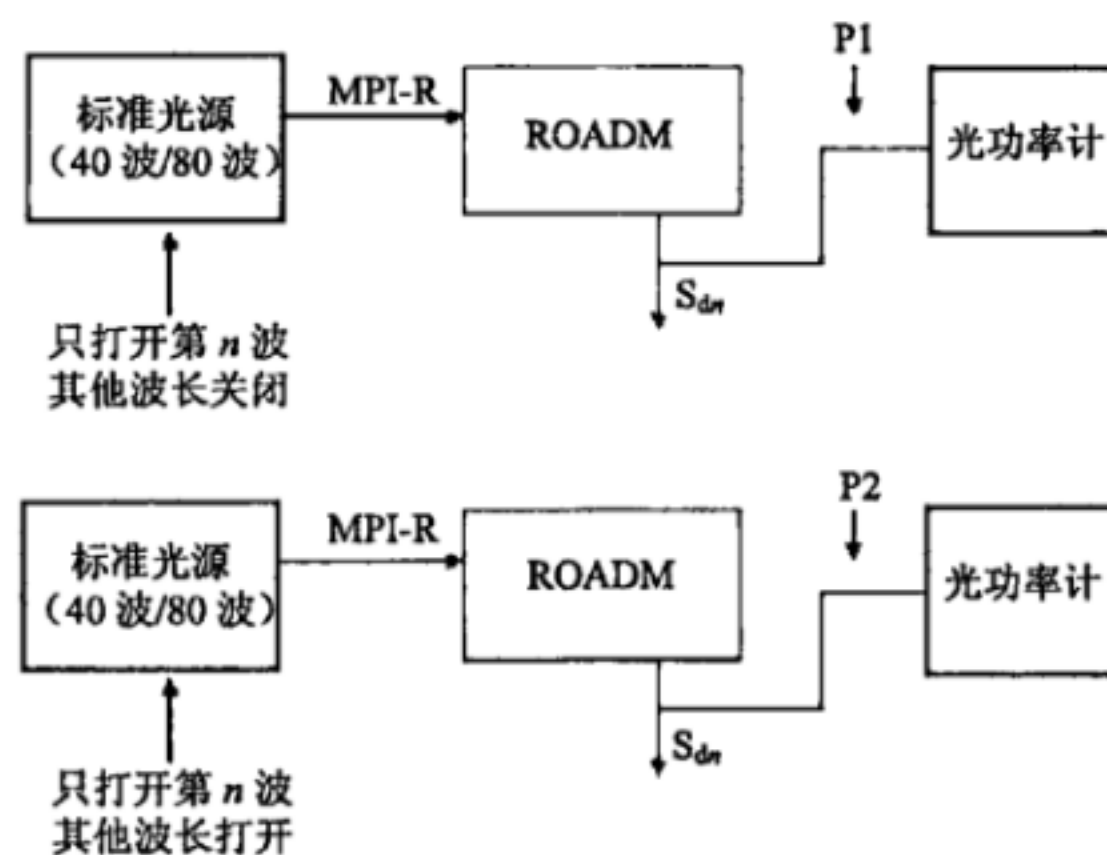 P1
标准光源
（40 波/80 波）
MPI-R
ROADM
光功率计
Sdn
只打开第 n 波
其他波长关闭
P2
标准光源
（40 波/80 波）
MPI-R
ROADM
光功率计
Sdn
只打开第 n 波
其他波长打开